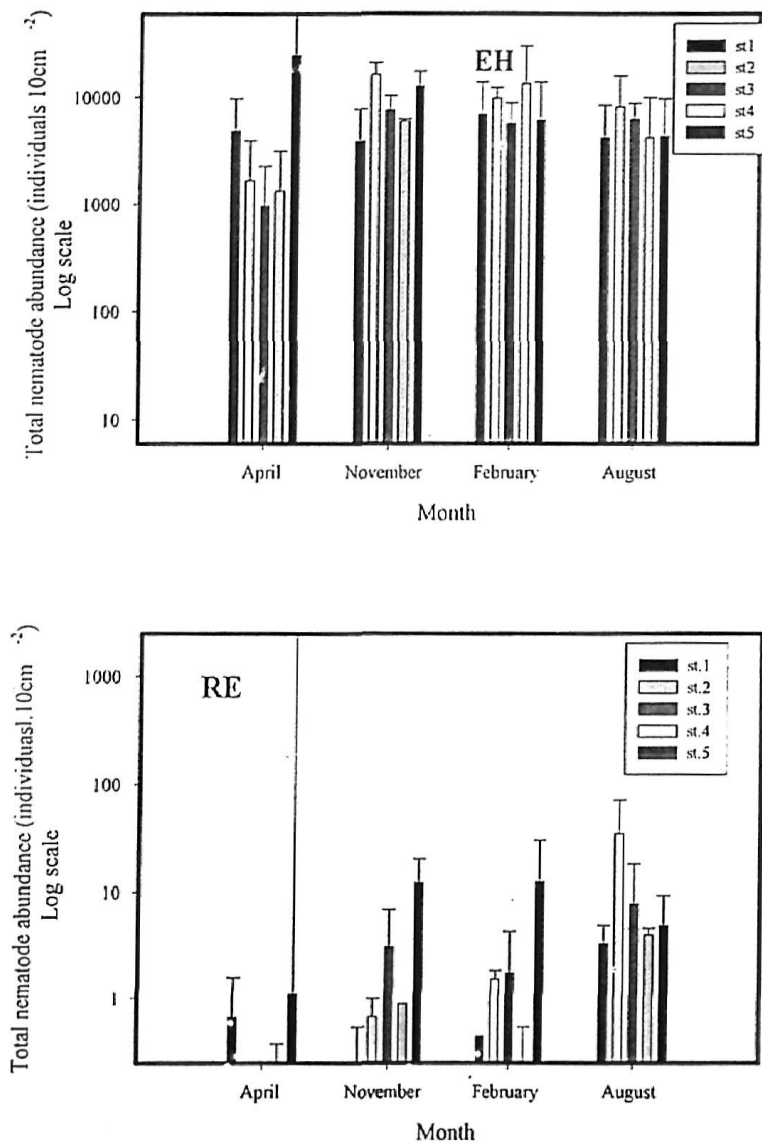 Total nematode abundance (individuals 10cm -2)
Log scale
10000
1000
100
10
EH
st1
st2
st3
st4
st5
April November February August
Month
Total nematode abundance (individuasl.10cm -2)
Log scale
1000
100
10
1
RE
st.1
st.2
st.3
st.4
st.5
April November February August
Month